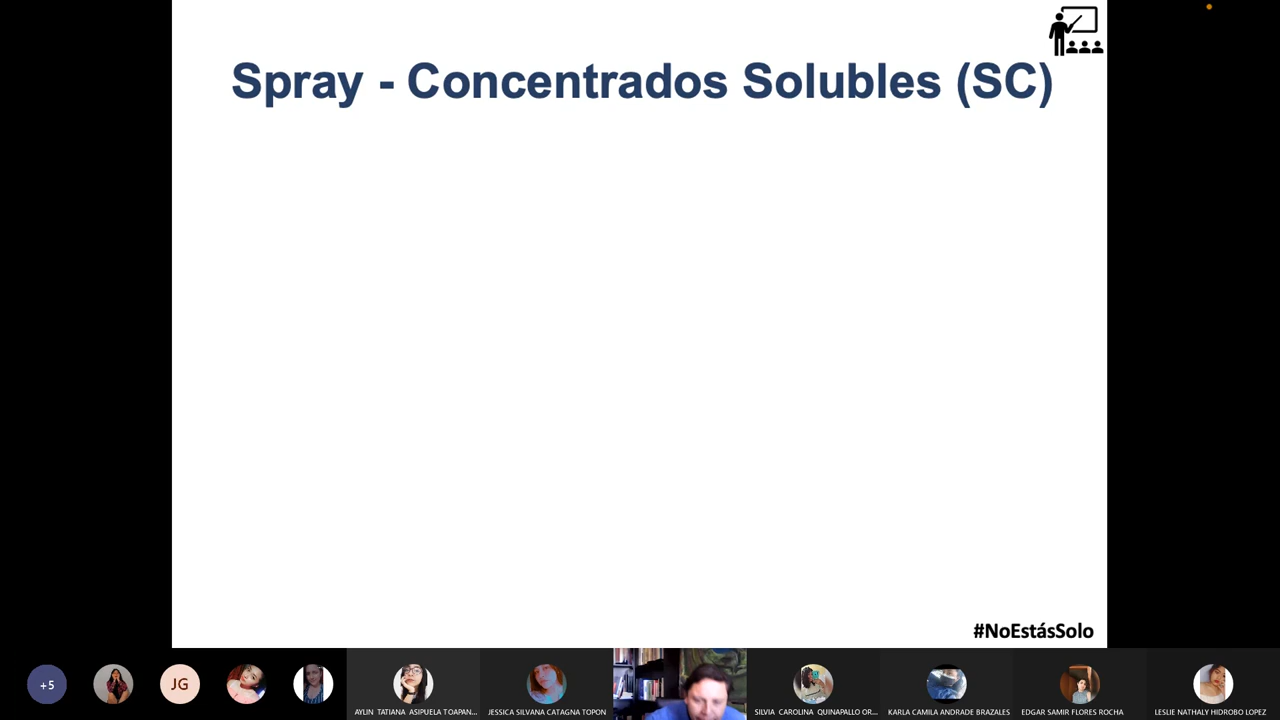 Spray - Concentrados Solubles (SC)
#NoEstásSolo
+5
JG
AYLIN TATIANA ASIPUELA TOAPAN...
JESSICA SILVANA CATAGNA TOPON
SILVIA CAROLINA QUINAPALLO OR...
KARLA CAMILA ANDRADE BRAZALES
EDGAR SAMIR FLORES ROCHA
LESLIE NATHALY HIDROBO LOPEZ